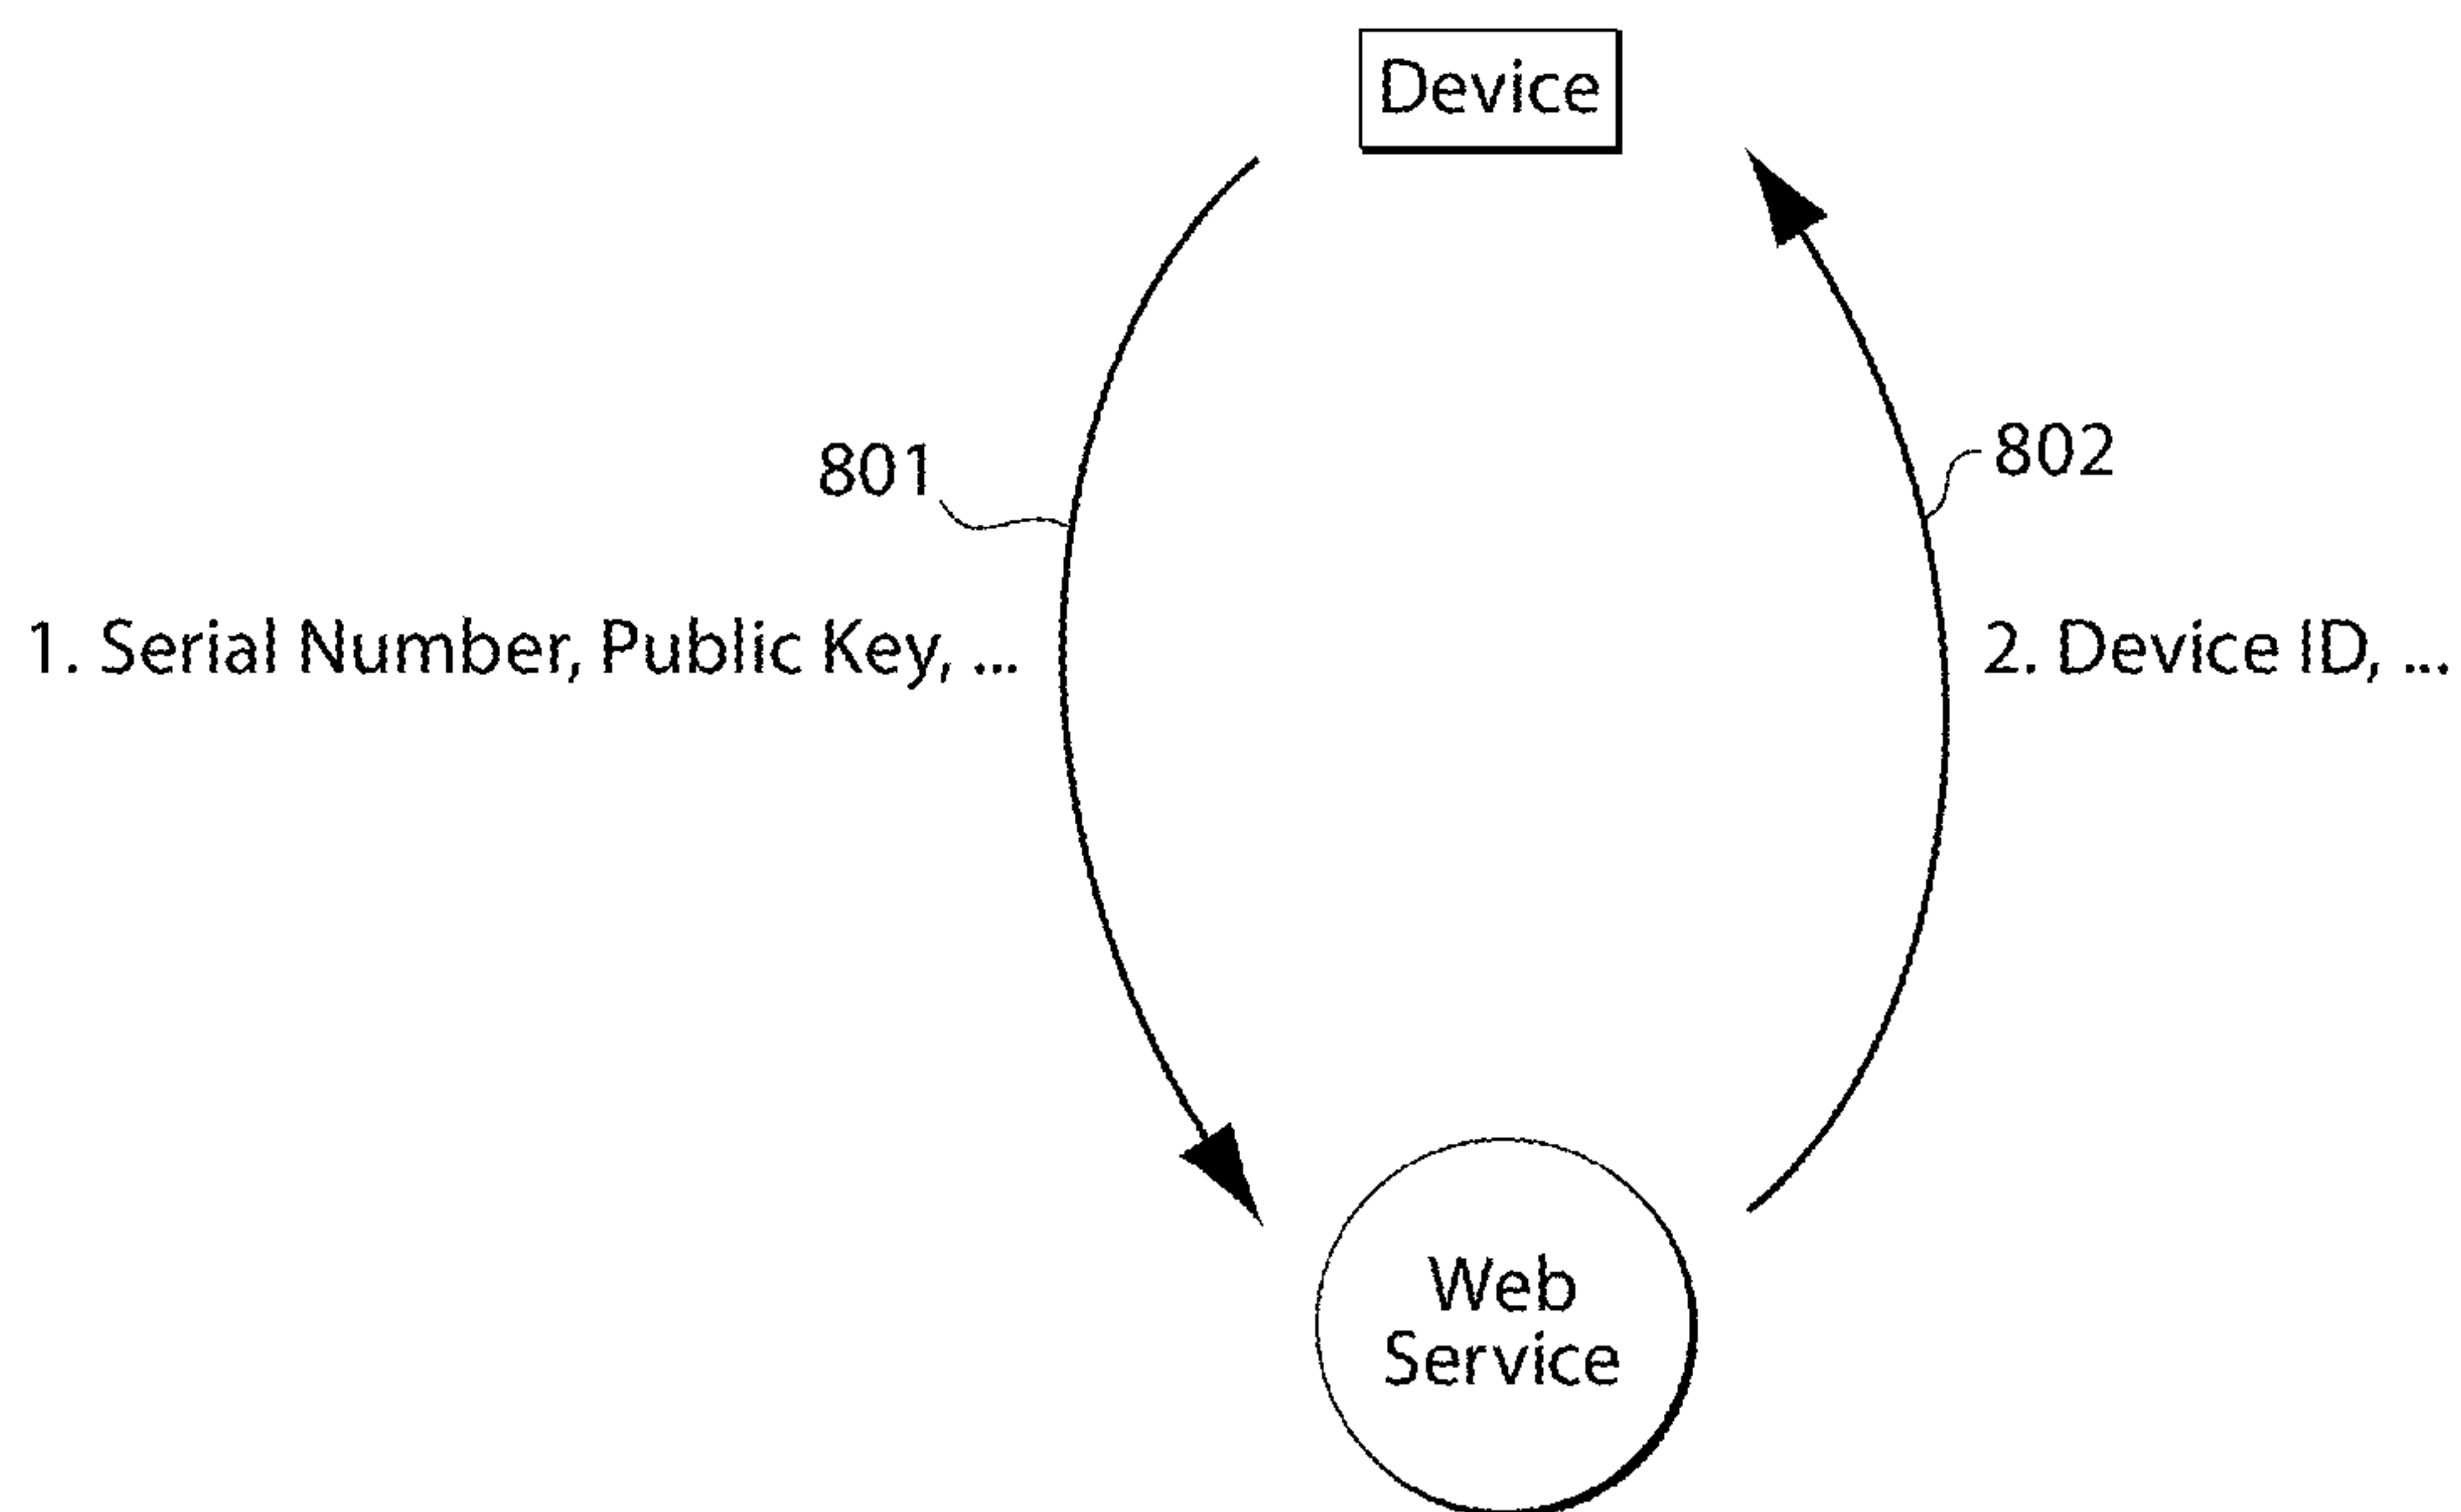 Device
801
802
1. Serial Number, Public Key, ...
2. Device ID, ...
Web
Service